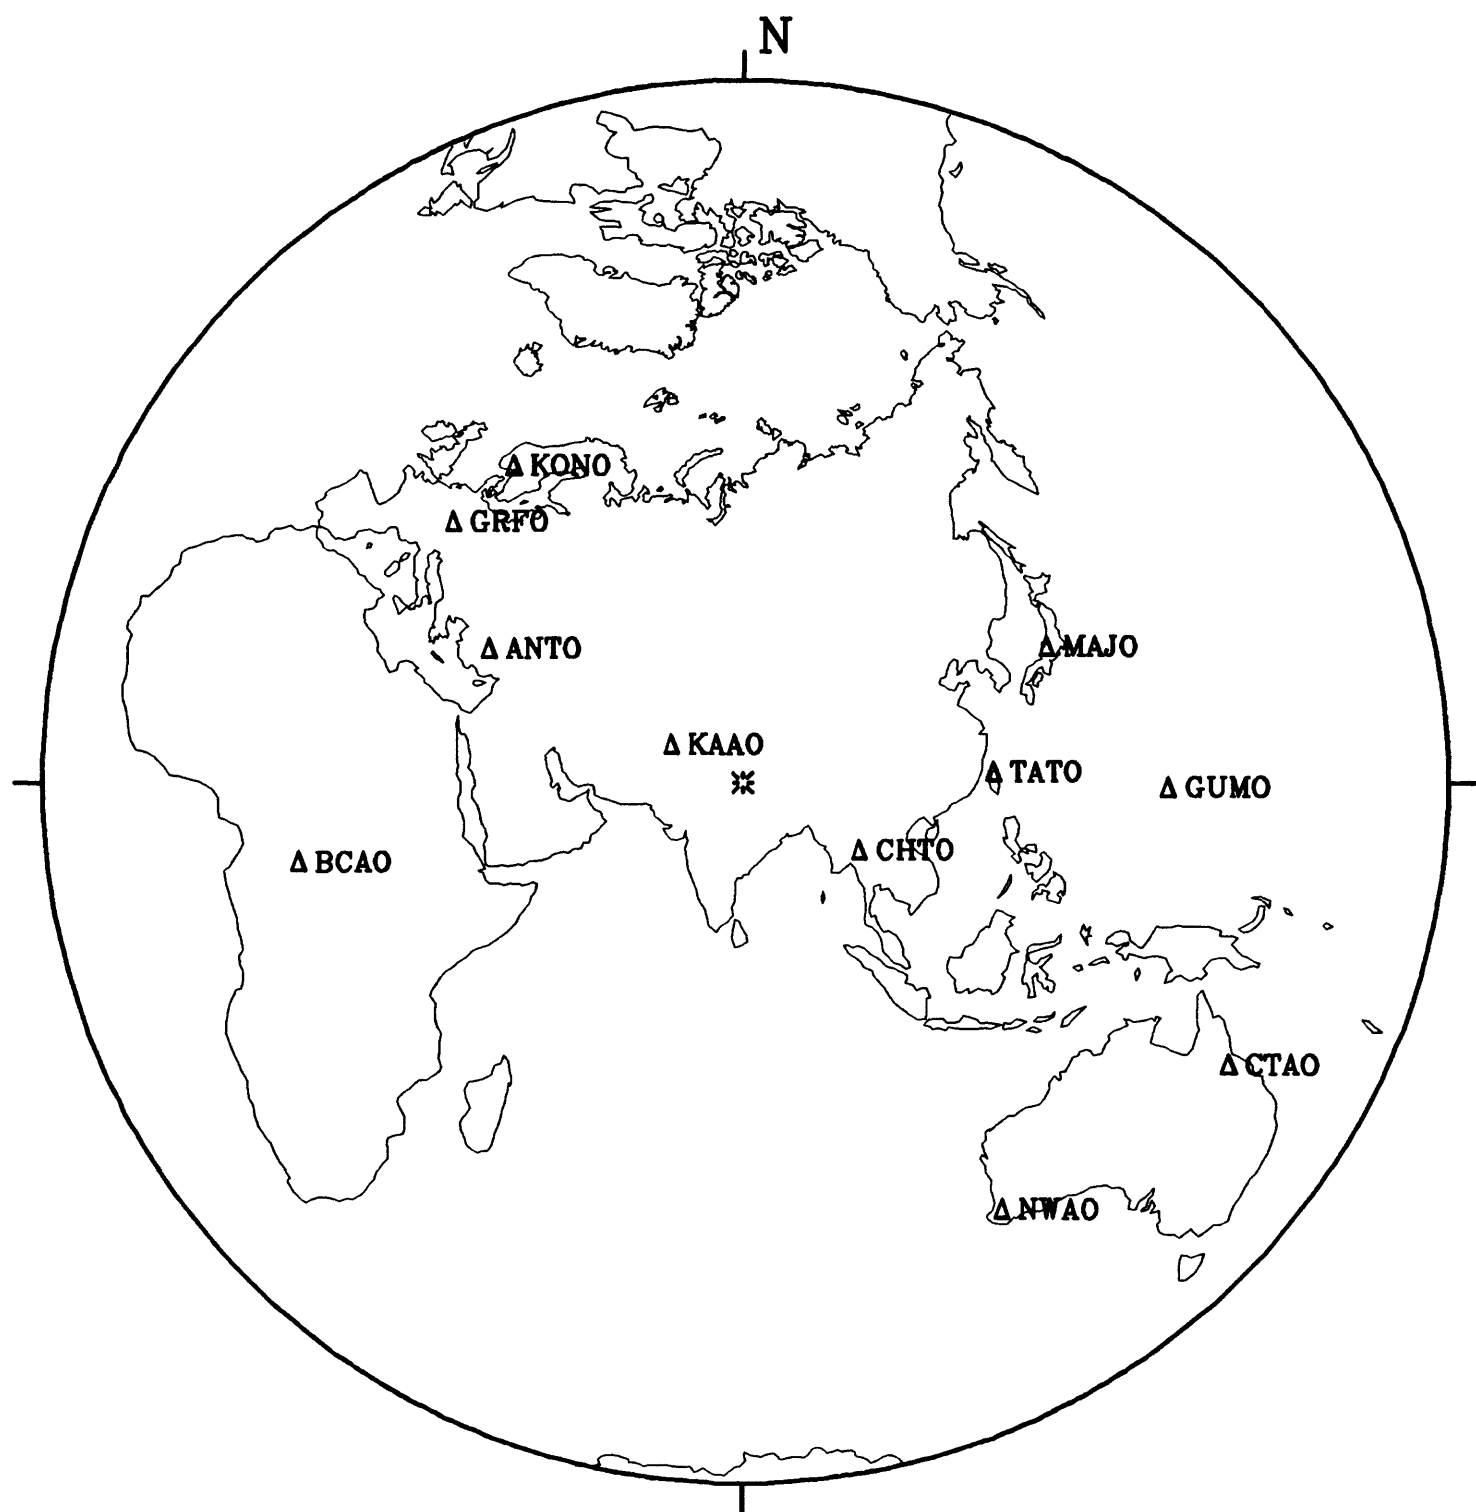 N
Δ KONO
Δ GRFO
Δ ANTO
Δ MAJO
Δ KAAO
Δ TATO
Δ GUMO
Δ CHTO
Δ BCAO
Δ CTAO
Δ NWAO